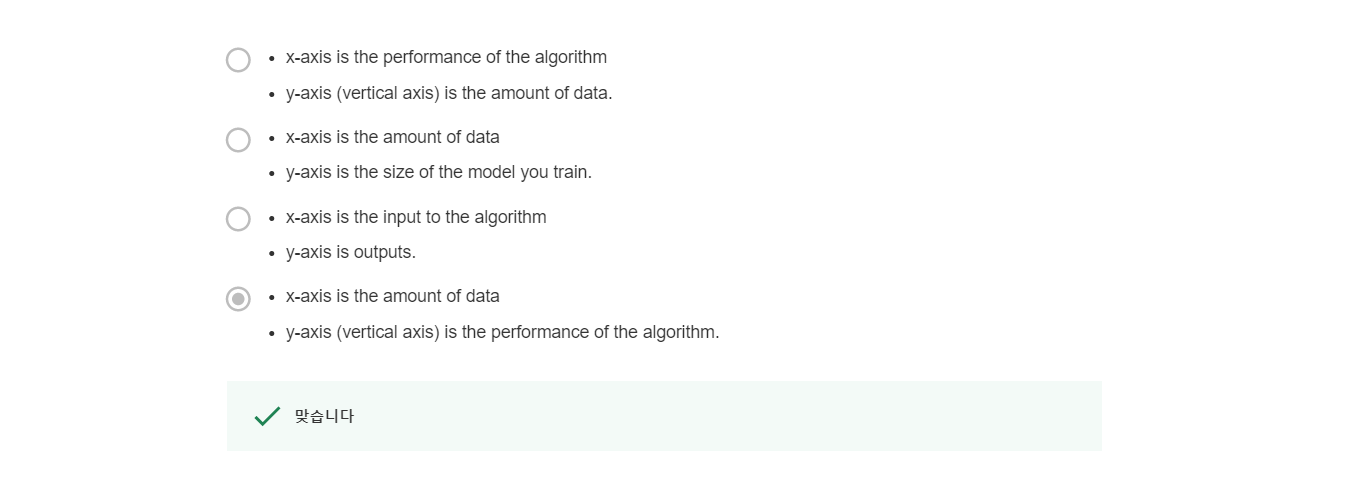 x-axis is the performance of the algorithm
y-axis (vertical axis) is the amount of data.
x-axis is the amount of data
y-axis is the size of the model you train.
x-axis is the input to the algorithm
y-axis is outputs.
x-axis is the amount of data
y-axis (vertical axis) is the performance of the algorithm.
맞습니다